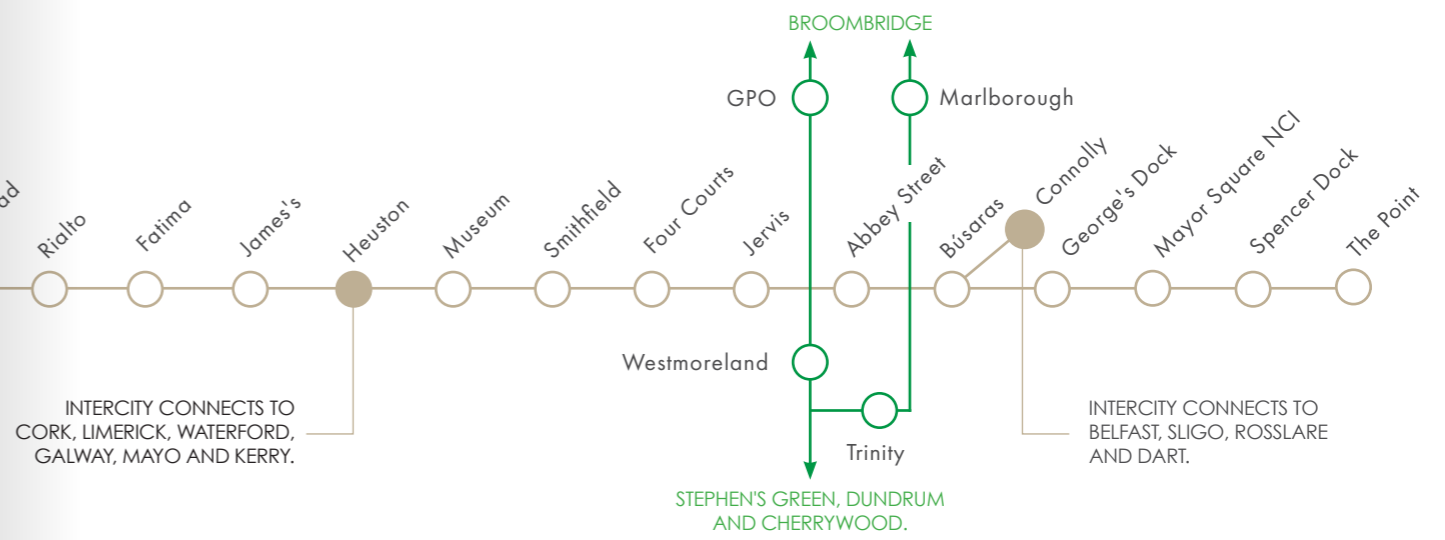 BROOMBRIDGE
GPO
Marlborough
ad
Rialto
Fatima
James's
Heuston
Museum
Smithfield
Four Courts
Jervis
Abbey Street
Búsaras
Connolly
George's Dock
Mayor Square NCI
Spencer Dock
The Point
Westmoreland
Trinity
INTERCITY CONNECTS TO
CORK, LIMERICK, WATERFORD,
GALWAY, MAYO AND KERRY.
INTERCITY CONNECTS TO
BELFAST, SLIGO, ROSSLARE
AND DART.
STEPHEN'S GREEN, DUNDRUM
AND CHERRYWOOD.